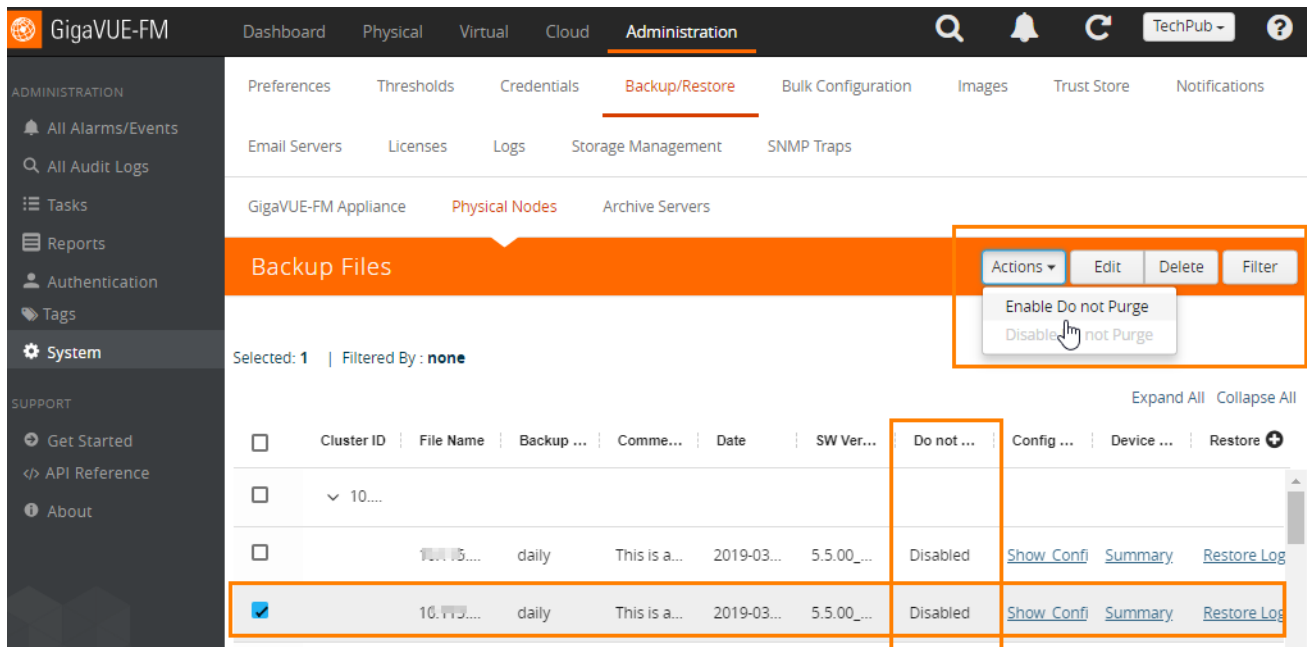 GigaVUE-FM Dashboard Physical Virtual Cloud Administration TechPub
ADMINISTRATION
All Alarms/Events
All Audit Logs
Tasks
Reports
Authentication
Tags
System
SUPPORT
Get Started
</> API Reference
About
Preferences Thresholds Credentials Backup/Restore Bulk Configuration Images Trust Store Notifications
Email Servers Licenses Logs Storage Management SNMP Traps
GigaVUE-FM Appliance Physical Nodes Archive Servers
Backup Files Actions Edit Delete Filter
Enable Do not Purge
Disable not Purge
Selected: 1 | Filtered By : none
Expand All Collapse All
Cluster ID File Name Backup ... Comme... Date SW Ver... Do not ... Config ... Device ... Restore
10....
daily This is a... 2019-03... 5.5.00_... Disabled Show Confi Summary Restore Log
daily This is a... 2019-03... 5.5.00_... Disabled Show Confi Summary Restore Log